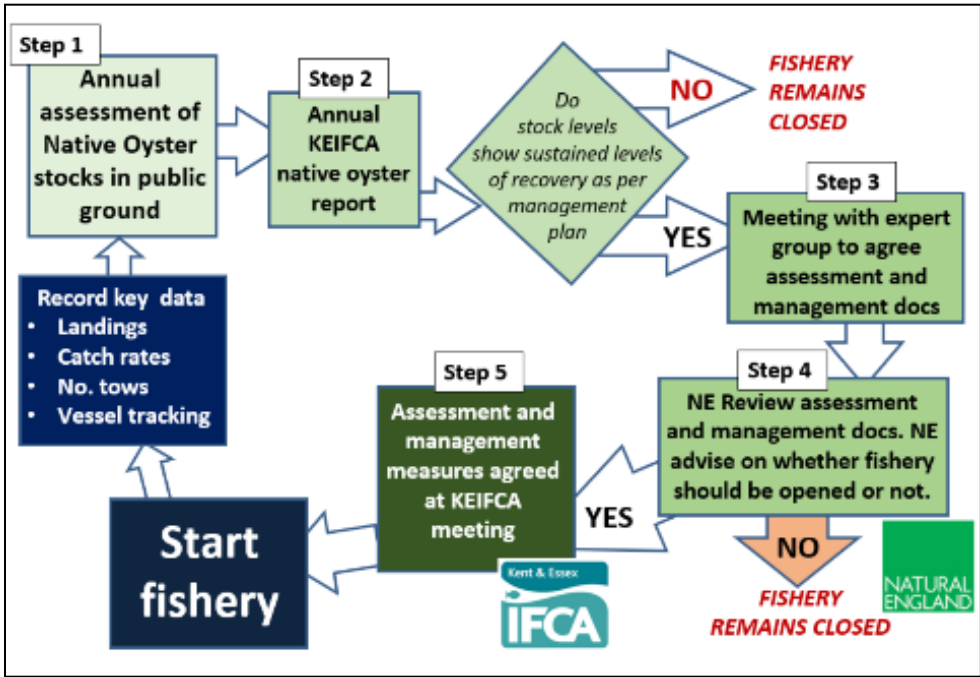 Step 1
Annual
assessment of
Native Oyster
stocks in public
ground
Step 2
Annual
KEIFCA
native oyster
report
Do
stock levels
show sustained levels
of recovery as per
management
plan
NO
FISHERY
REMAINS
CLOSED
YES
Step 3
Meeting with expert
group to agree
assessment and
management docs
Step 4
NE Review assessment
and management docs. NE
advise on whether fishery
should be opened or not.
NO
FISHERY
REMAINS CLOSED
NATURAL
ENGLAND
YES
Step 5
Assessment and
management
measures agreed
at KEIFCA
meeting
Kent & Essex
IFCA
Start
fishery
Record key data
• Landings
• Catch rates
• No. tows
• Vessel tracking